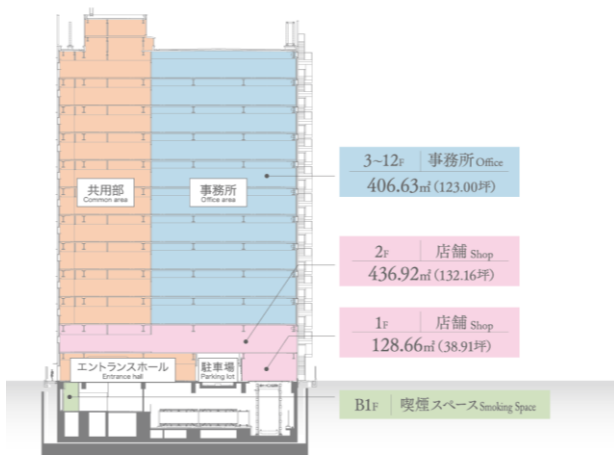 3~12F 事務所 Office
406.63㎡(123.00坪)
共用部
Common area
事務所
Office area
2F 店舗 Shop
436.92㎡(132.16坪)
1F 店舗 Shop
128.66㎡(38.91坪)
エントランスホール
Entrance hall
駐車場
Parking lot
B1F 喫煙スペース Smoking Space